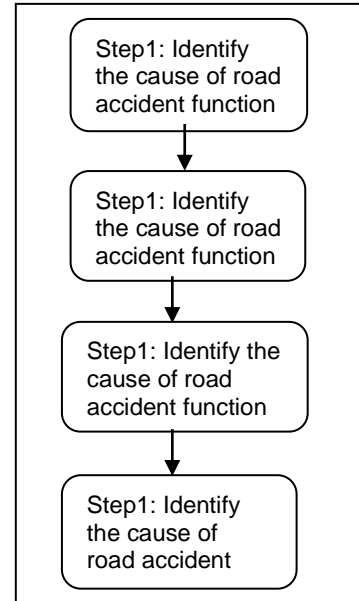 Step1: Identify
the cause of road
accident function
Step1: Identify
the cause of road
accident function
Step1: Identify the
cause of road
accident function
Step1: Identify
the cause of
road accident